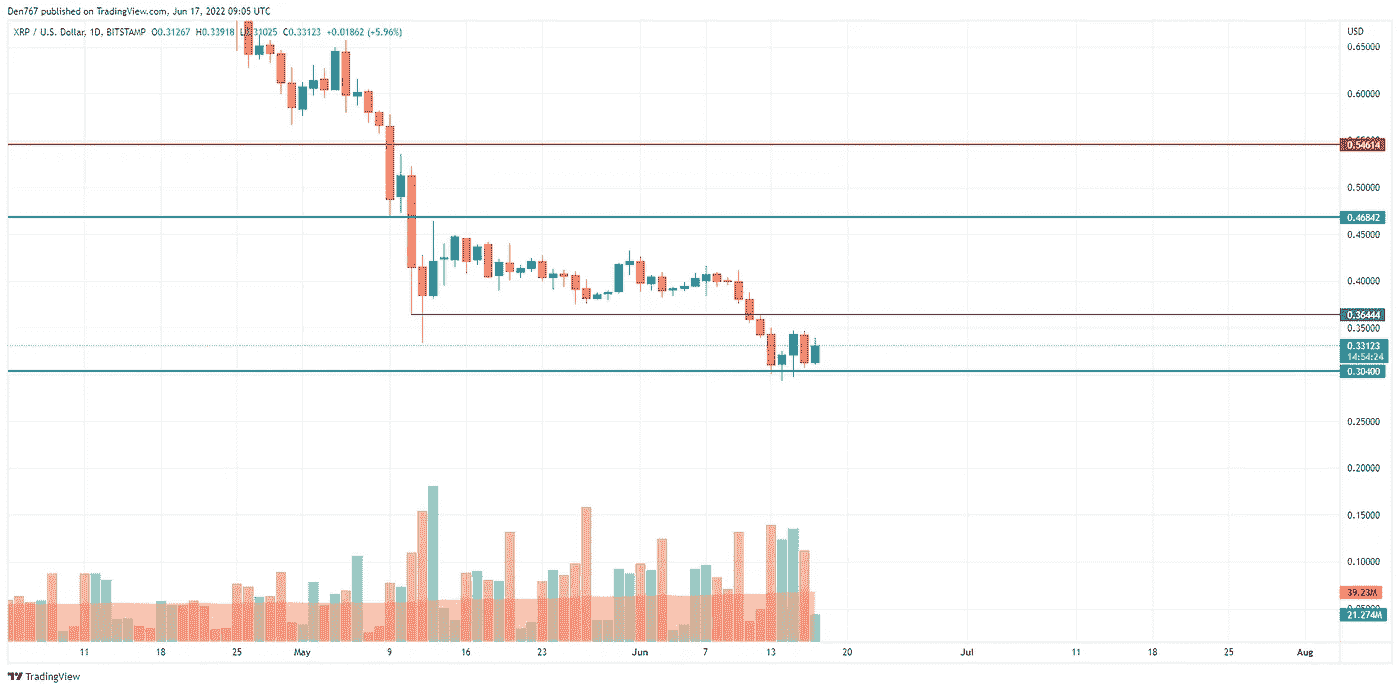 Den767 published on TradingView.com, Jun 17, 2022 09:05 UTC
XRP / U.S. Dollar, 1D, BITSTAMP O0.31267 H0.33918 L0.31025 C0.33123 +0.01862 (+5.96%)
USD
0.65000
0.60000
0.54614
0.50000
0.46842
0.45000
0.40000
0.36444
0.35000
0.33123
14:54:24
0.30400
0.25000
0.20000
0.15000
0.10000
39.23M
21.274M
11 18 25 May 9 16 23 Jun 7 13 20 Jul 11 18 25 Aug
TradingView